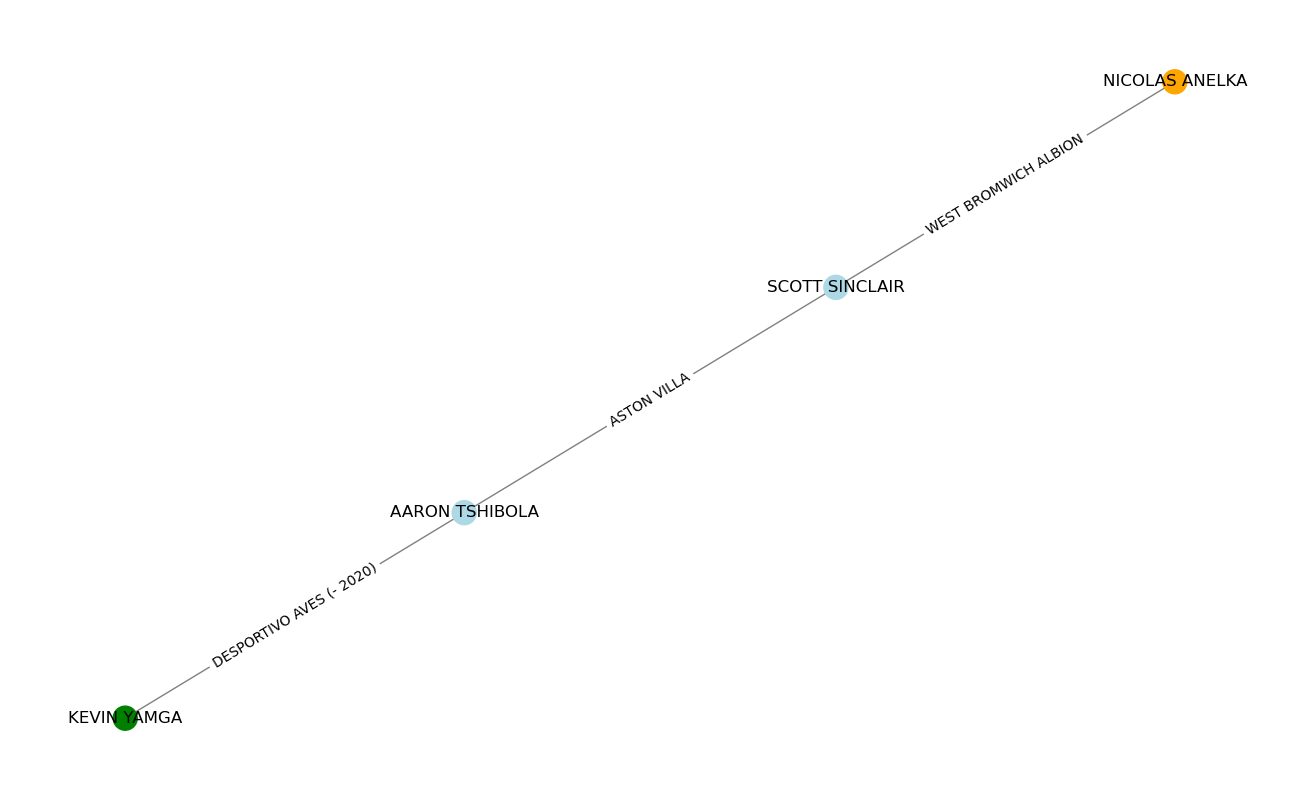 NICOLAS ANELKA
WEST BROMWICH ALBION
SCOTT SINCLAIR
ASTON VILLA
AARON TSHIBOLA
DESPORTIVO AVES (- 2020)
KEVIN YAMGA